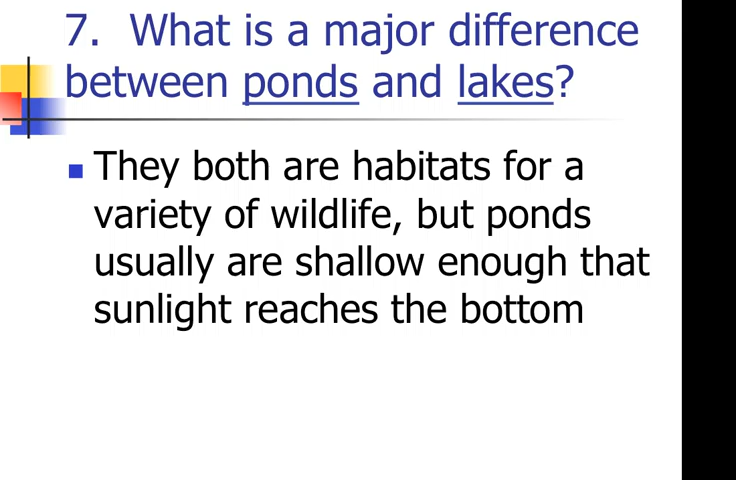 7. What is a major difference
between ponds and lakes?
They both are habitats for a
variety of wildlife, but ponds
usually are shallow enough that
sunlight reaches the bottom